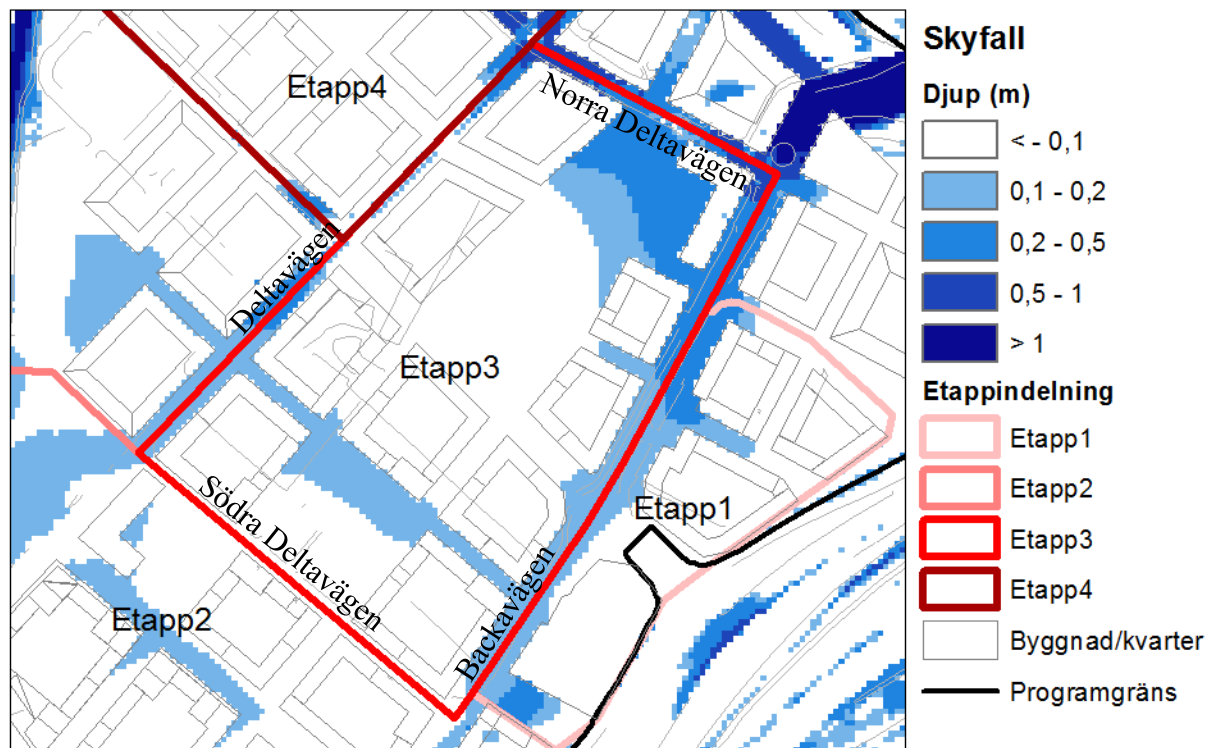 Etapp4
Norra Deltavägen
Deltavägen
Etapp3
Södra Deltavägen
Etapp1
Backavägen
Etapp2
Skyfall
Djup (m)
< - 0,1
0,1 - 0,2
0,2 - 0,5
0,5 - 1
> 1
Etappindelning
Etapp1
Etapp2
Etapp3
Etapp4
Byggnad/kvarter
Programgräns